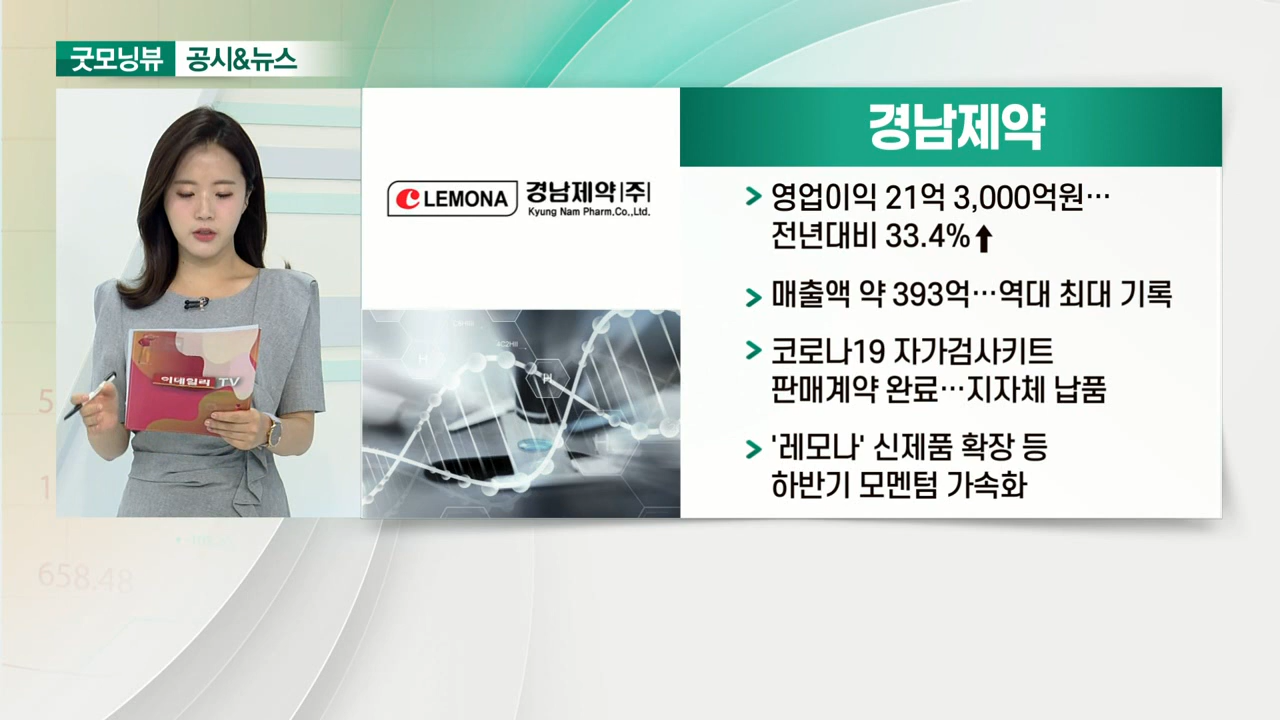 굿모닝뷰 공시&뉴스
경남제약
LEMONA 경남제약(주)
Kyung Nam Pharm.Co.,Ltd.
영업이익 21억 3,000억원…
전년대비 33.4%↑
매출액 약 393억…역대 최대 기록
코로나19 자가검사키트
판매계약 완료…지자체 납품
'레모나' 신제품 확장 등
하반기 모멘텀 가속화
이데일리 TV
658.48